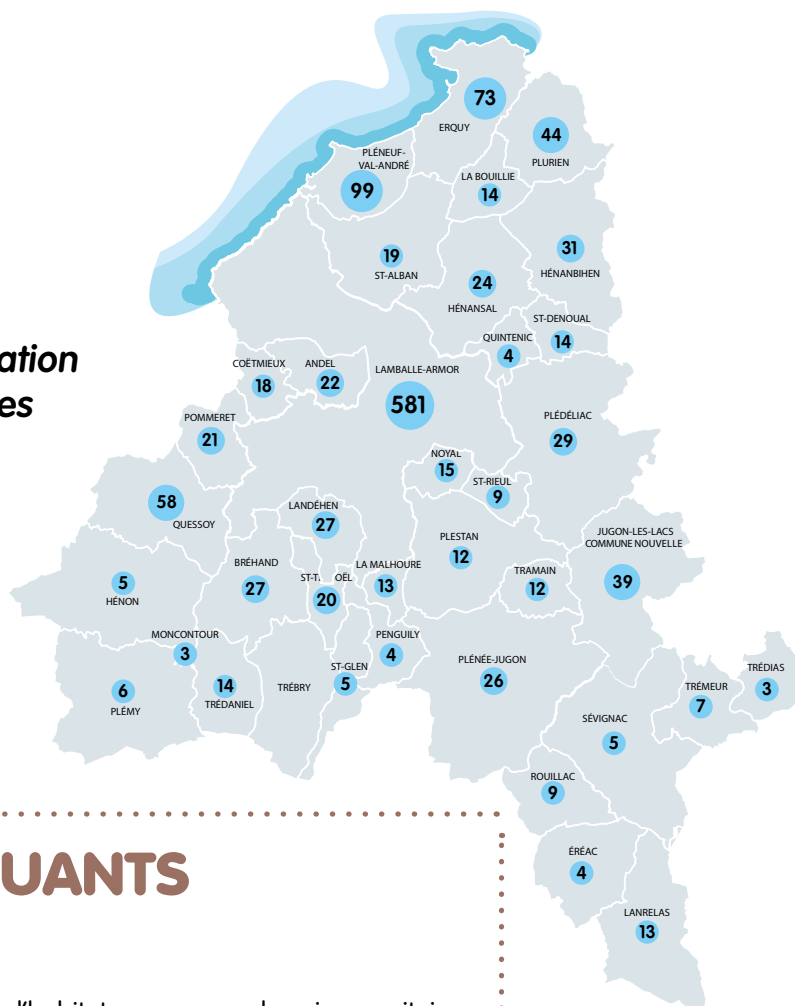 73
ERQUY
44
PLURIEN
PLÉNEUF-
VAL-ANDRÉ
99
LA BOUILLIE
14
19
ST-ALBAN
31
HÉNANBIHEN
24
HÉNANSAL
ST-DENOUAL
14
QUINTENIC
4
ation
es
COËTMIEUX
18
ANDEL
22
LAMBALLE-ARMOR
581
POMMERET
21
PLÉDÉLIAC
29
NOYAL
15
ST-RIEUL
9
58
QUESSOY
LANDÉHEN
27
PLESTAN
12
JUGON-LES-LACS
COMMUNE NOUVELLE
39
BRÉHAND
27
ST-T. OËL
20
LA MALHOURE
13
TRAMAIN
12
5
HÉNON
MONCONTOUR
3
PENGUILY
4
PLÉNÉE-JUGON
26
ST-GLEN
5
6
PLÉMY
14
TRÉDANIEL
TRÉBRY
TRÉDIAS
3
TRÉMEUR
7
SÉVIGNAC
5
ROUILLAC
9
UANTS
ÉRÉAC
4
LANRELAS
13